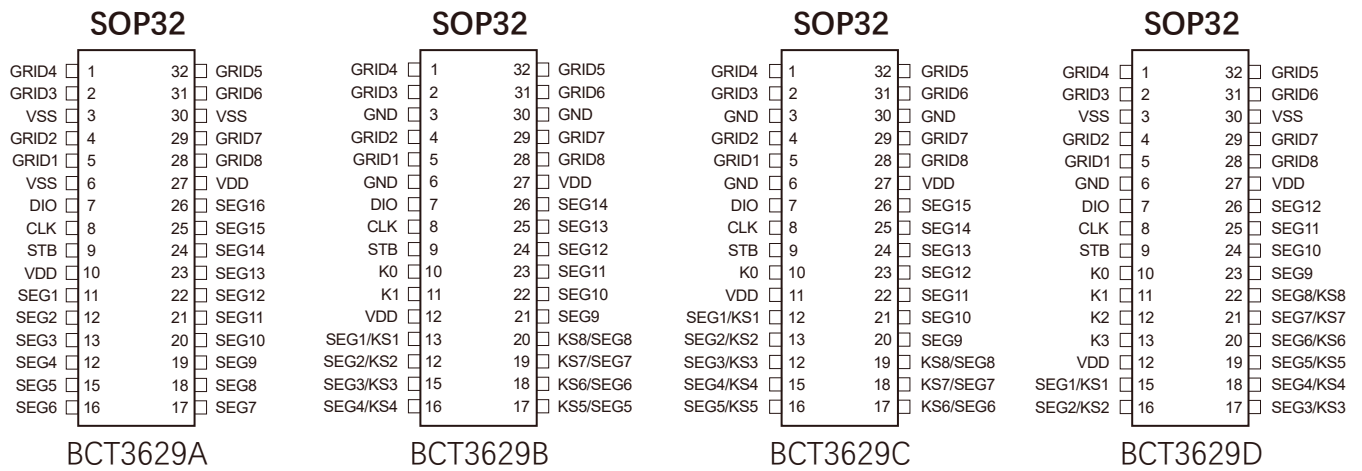 SOP32 SOP32 SOP32 SOP32
GRID4 1 32 GRID5 GRID4 1 32 GRID5 GRID4 1 32 GRID5 GRID4 1 32 GRID5
GRID3 2 31 GRID6 GRID3 2 31 GRID6 GRID3 2 31 GRID6 GRID3 2 31 GRID6
VSS 3 30 VSS GND 3 30 GND GND 3 30 GND VSS 3 30 VSS
GRID2 4 29 GRID7 GRID2 4 29 GRID7 GRID2 4 29 GRID7 GRID2 4 29 GRID7
GRID1 5 28 GRID8 GRID1 5 28 GRID8 GRID1 5 28 GRID8 GRID1 5 28 GRID8
VSS 6 27 VDD GND 6 27 VDD GND 6 27 VDD GND 6 27 VDD
DIO 7 26 SEG16 DIO 7 26 SEG14 DIO 7 26 SEG15 DIO 7 26 SEG12
CLK 8 25 SEG15 CLK 8 25 SEG13 CLK 8 25 SEG14 CLK 8 25 SEG11
STB 9 24 SEG14 STB 9 24 SEG12 STB 9 24 SEG13 STB 9 24 SEG10
VDD 10 23 SEG13 K0 10 23 SEG11 K0 10 23 SEG12 K0 10 23 SEG9
SEG1 11 22 SEG12 K1 11 22 SEG10 VDD 11 22 SEG11 K1 11 22 SEG8/KS8
SEG2 12 21 SEG11 VDD 12 21 SEG9 SEG1/KS1 12 21 SEG10 K2 12 21 SEG7/KS7
SEG3 13 20 SEG10 SEG1/KS1 13 20 KS8/SEG8 SEG2/KS2 13 20 SEG9 K3 13 20 SEG6/KS6
SEG4 12 19 SEG9 SEG2/KS2 12 19 KS7/SEG7 SEG3/KS3 12 19 KS8/SEG8 VDD 12 19 SEG5/KS5
SEG5 15 18 SEG8 SEG3/KS3 15 18 KS6/SEG6 SEG4/KS4 15 18 KS7/SEG7 SEG1/KS1 15 18 SEG4/KS4
SEG6 16 17 SEG7 SEG4/KS4 16 17 KS5/SEG5 SEG5/KS5 16 17 KS6/SEG6 SEG2/KS2 16 17 SEG3/KS3
BCT3629A BCT3629B BCT3629C BCT3629D